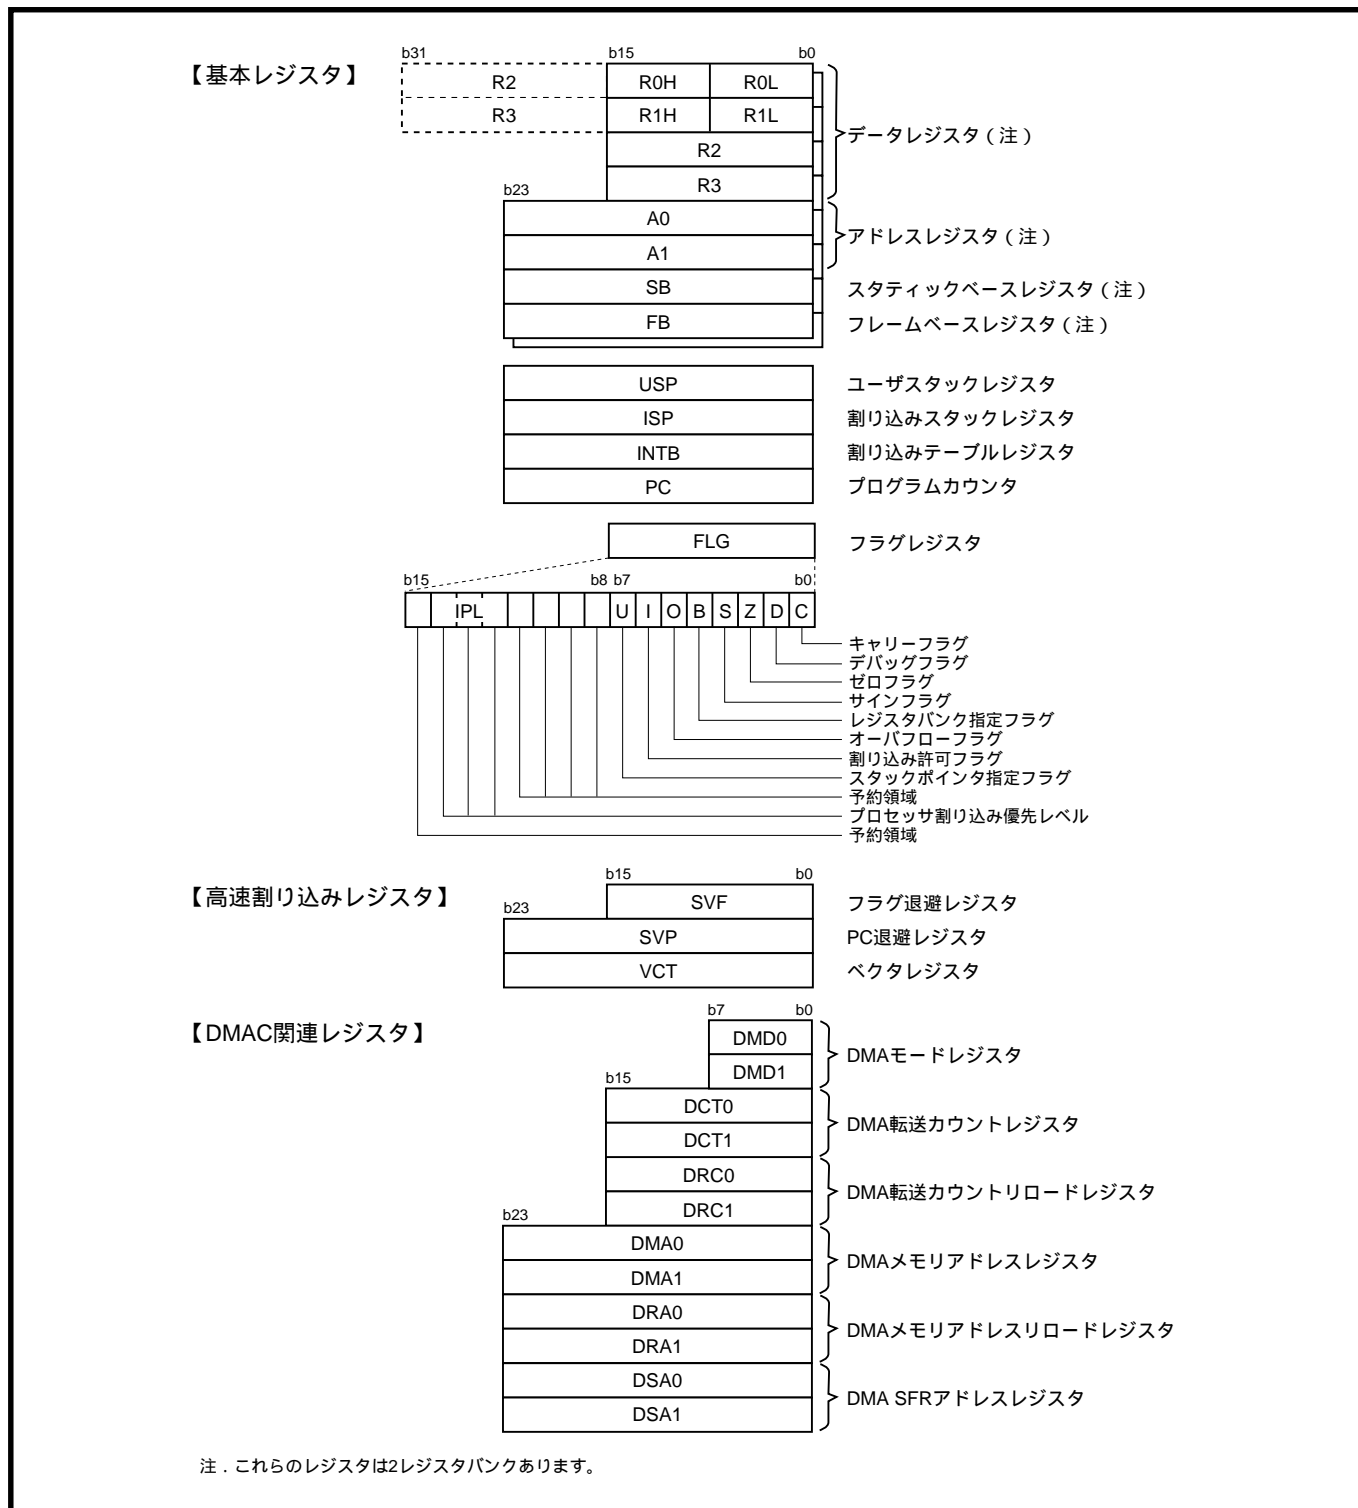 b31 b15 b0
【基本レジスタ】
R2 R0H R0L
R3 R1H R1L
データレジスタ(注)
R2
R3
b23
A0
アドレスレジスタ(注)
A1
SB スタティックベースレジスタ(注)
FB フレームベースレジスタ(注)
USP ユーザスタックレジスタ
ISP 割り込みスタックレジスタ
INTB 割り込みテーブルレジスタ
PC プログラムカウンタ
FLG フラグレジスタ
b15 b8 b7 b0
IPL U I O B S Z D C
キャリーフラグ
デバッグフラグ
ゼロフラグ
サインフラグ
レジスタバンク指定フラグ
オーバフローフラグ
割り込み許可フラグ
スタックポインタ指定フラグ
予約領域
プロセッサ割り込み優先レベル
予約領域
b15 b0
【高速割り込みレジスタ】
SVF フラグ退避レジスタ
b23
SVP PC退避レジスタ
VCT ベクタレジスタ
b7 b0
【DMAC関連レジスタ】
DMD0
DMAモードレジスタ
DMD1
b15
DCT0
DMA転送カウントレジスタ
DCT1
DRC0
DMA転送カウントリロードレジスタ
DRC1
b23
DMA0
DMAメモリアドレスレジスタ
DMA1
DRA0
DMAメモリアドレスリロードレジスタ
DRA1
DSA0
DMA SFRアドレスレジスタ
DSA1
注.これらのレジスタは2レジスタバンクあります。